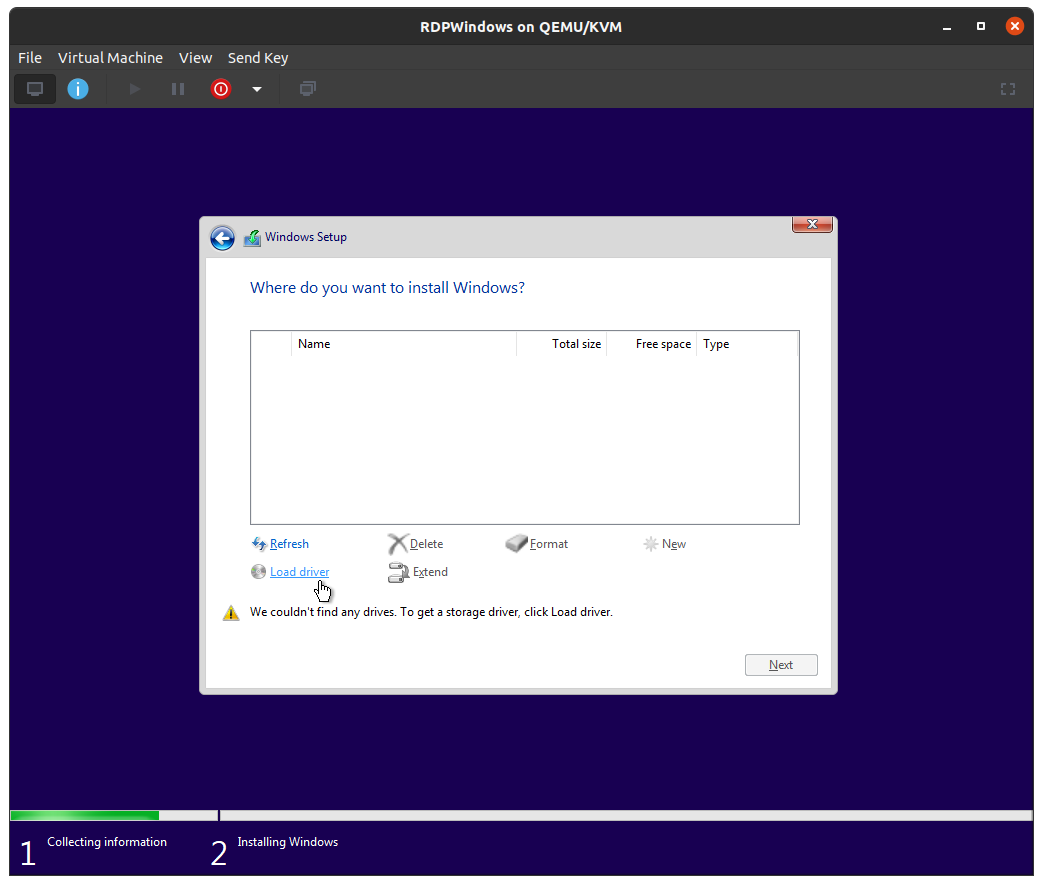 RDPWindows on QEMU/KVM
File Virtual Machine View Send Key
Windows Setup
Where do you want to install Windows?
Name Total size Free space Type
Refresh Delete Format New
Load driver Extend
We couldn't find any drives. To get a storage driver, click Load driver.
Next
1 Collecting information 2 Installing Windows